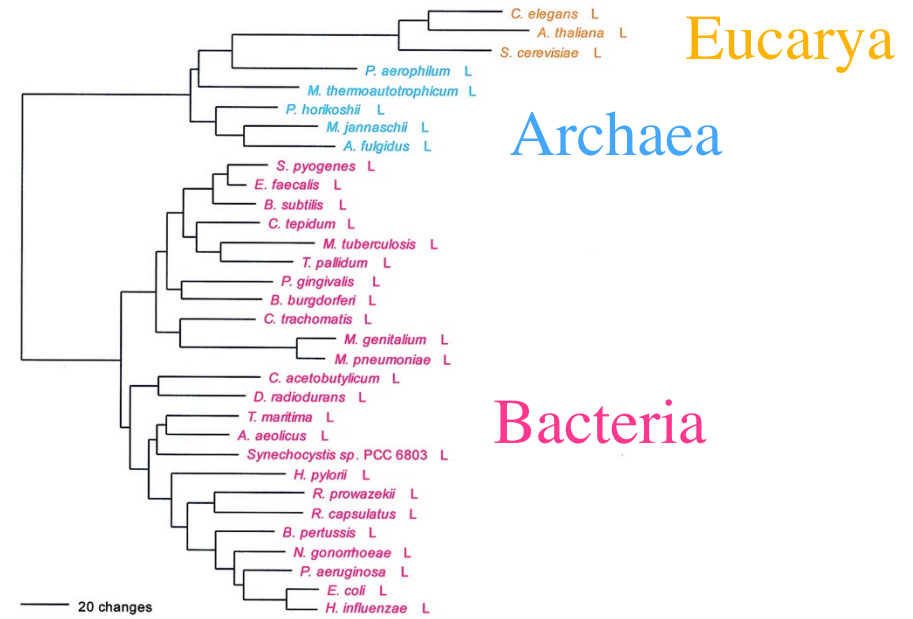 C. elegans L
A. thaliana L
S. cerevisiae L
Eucarya
P. aerophilum L
M. thermoautotrophicum L
P. horikoshii L
M. jannaschii L
A. fulgidus L
Archaea
S. pyogenes L
E. faecalis L
B. subtilis L
C. tepidum L
M. tuberculosis L
T. pallidum L
P. gingivalis L
B. burgdorferi L
C. trachomatis L
M. genitalium L
M. pneumoniae L
C. acetobutylicum L
D. radiodurans L
T. maritima L
A. aeolicus L
Synechocystis sp. PCC 6803 L
Bacteria
H. pylorii L
R. prowazekii L
R. capsulatus L
B. pertussis L
N. gonorrhoeae L
P. aeruginosa L
E. coli L
H. influenzae L
20 changes